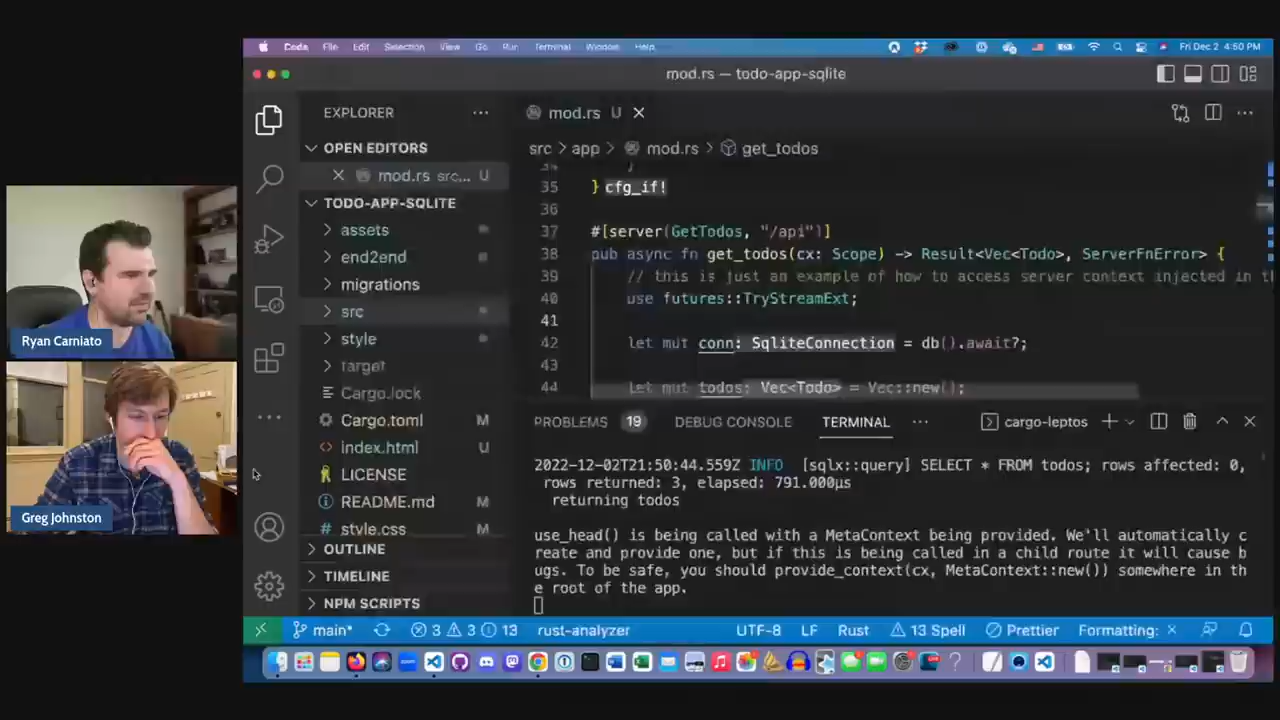 Code File Edit Selection View Go Run Terminal Window Help
Fri Dec 2 4:50 PM
mod.rs — todo-app-sqlite
EXPLORER
OPEN EDITORS
mod.rs src... U
TODO-APP-SQLITE
assets
end2end
migrations
src
style
target
Cargo.lock
Cargo.toml M
index.html U
LICENSE
README.md M
style.css M
OUTLINE
TIMELINE
NPM SCRIPTS
mod.rs U
src > app > mod.rs > get_todos
34 }
35 } cfg_if!
36
37 #[server(GetTodos, "/api")]
38 pub async fn get_todos(cx: Scope) -> Result<Vec<Todo>, ServerFnError> {
39 // this is just an example of how to access server context injected in th
40 use futures::TryStreamExt;
41
42 let mut conn: SqliteConnection = db().await?;
43
44 let mut todos: Vec<Todo> = Vec::new();
PROBLEMS 19 DEBUG CONSOLE TERMINAL ... cargo-leptos
2022-12-02T21:50:44.559Z INFO [sqlx::query] SELECT * FROM todos; rows affected: 0,
rows returned: 3, elapsed: 791.000µs
returning todos
use_head() is being called with a MetaContext being provided. We'll automatically c
reate and provide one, but if this is being called in a child route it will cause b
ugs. To be safe, you should provide_context(cx, MetaContext::new()) somewhere in th
e root of the app.
main* 3 3 13 rust-analyzer UTF-8 LF Rust 13 Spell Prettier Formatting: ×
Ryan Carniato
Greg Johnston